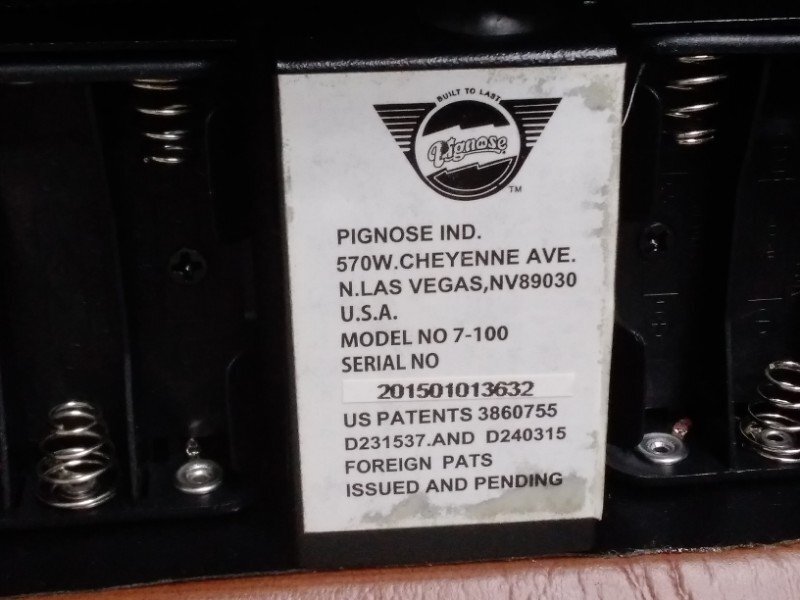 BUILT TO LAST
Pignose
TM
PIGNOSE IND.
570W.CHEYENNE AVE.
N.LAS VEGAS,NV89030
U.S.A.
MODEL NO 7-100
SERIAL NO
201501013632
US PATENTS 3860755
D231537.AND D240315
FOREIGN PATS
ISSUED AND PENDING